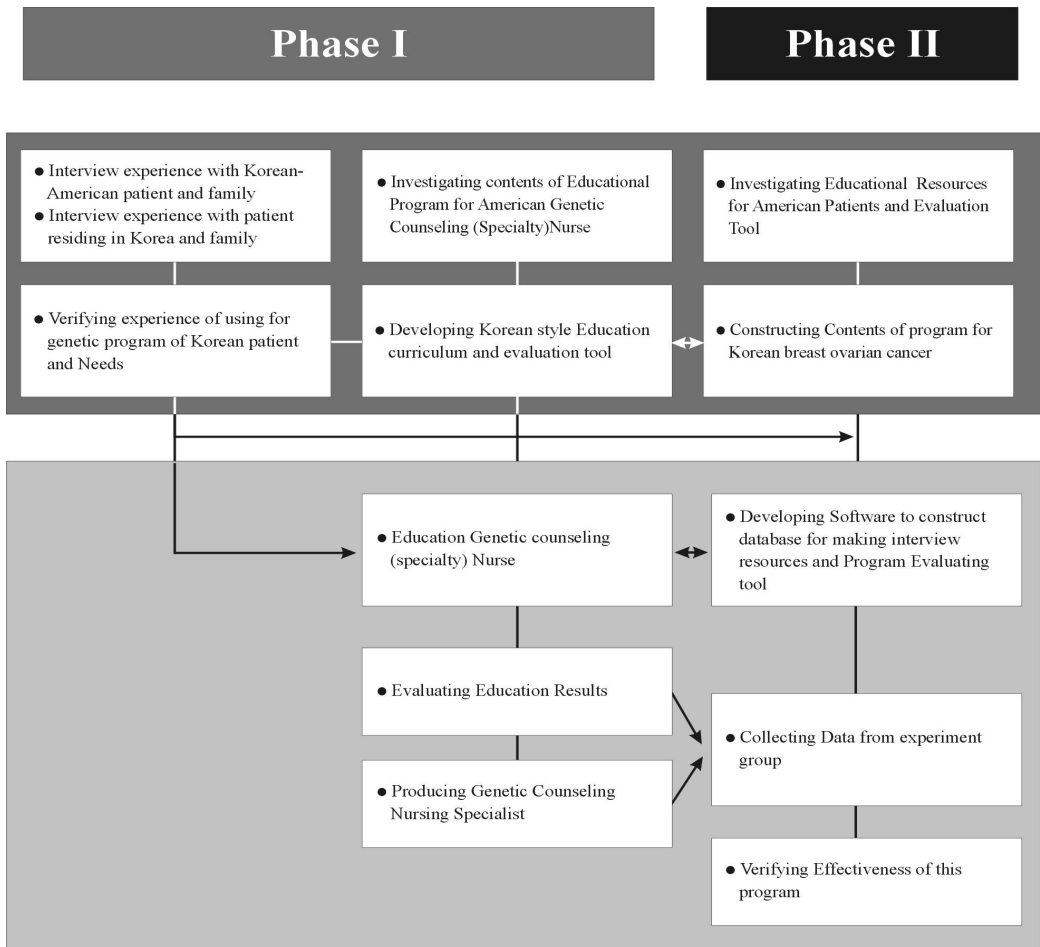 Phase I
Phase II
● Interview experience with Korean-
American patient and family
● Interview experience with patient
residing in Korea and family
● Investigating contents of Educational
Program for American Genetic
Counseling (Specialty)Nurse
● Investigating Educational Resources
for American Patients and Evaluation
Tool
● Verifying experience of using for
genetic program of Korean patient
and Needs
● Developing Korean style Education
curriculum and evaluation tool
● Constructing Contents of program for
Korean breast ovarian cancer
● Education Genetic counseling
(specialty) Nurse
● Developing Software to construct
database for making interview
resources and Program Evaluating
tool
● Evaluating Education Results
● Collecting Data from experiment
group
● Producing Genetic Counseling
Nursing Specialist
● Verifying Effectiveness of this
program